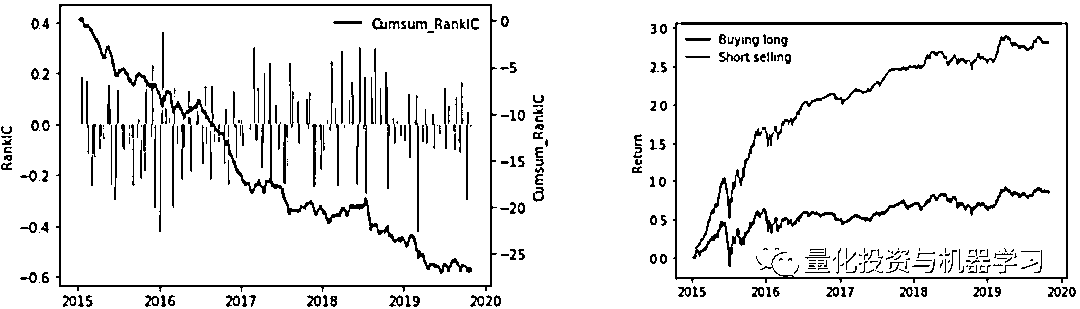 Cumsum_RankIC
RankIC
0.4
0.2
0.0
−0.2
−0.4
−0.6
0
−5
−10
−15
−20
−25
Cumsum_RankIC
2015 2016 2017 2018 2019 2020
Buying long
Short selling
Return
3.0
2.5
2.0
1.5
1.0
0.5
0.0
2015 2016 2017 2018 2019 2020
量化投资与机器学习